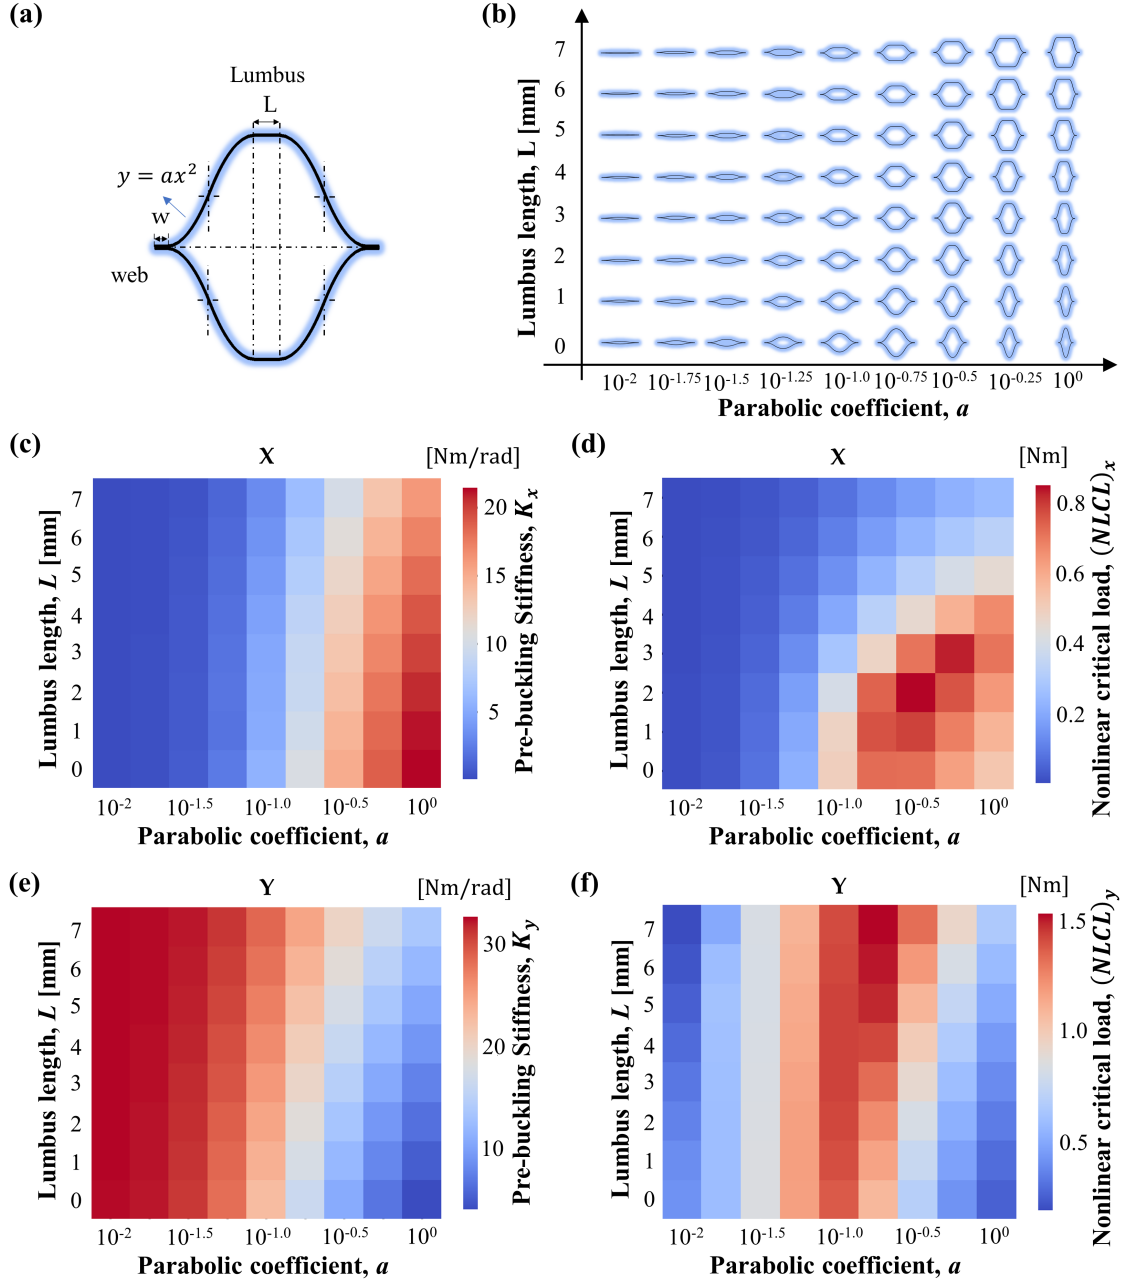 (a)
Lumbus
L
y = ax²
w
web
(b)
Lumbus length, L [mm]
7
6
5
4
3
2
1
0
10⁻² 10⁻¹·⁷⁵ 10⁻¹·⁵ 10⁻¹·²⁵ 10⁻¹·⁰ 10⁻⁰·⁷⁵ 10⁻⁰·⁵ 10⁻⁰·²⁵ 10⁰
Parabolic coefficient, a
(c)
X
[Nm/rad]
Lumbus length, L [mm]
7
6
5
4
3
2
1
0
10⁻² 10⁻¹·⁵ 10⁻¹·⁰ 10⁻⁰·⁵ 10⁰
Parabolic coefficient, a
20
15
10
5
Pre-buckling Stiffness, Kₓ
(d)
X
[Nm]
Lumbus length, L [mm]
7
6
5
4
3
2
1
0
10⁻² 10⁻¹·⁵ 10⁻¹·⁰ 10⁻⁰·⁵ 10⁰
Parabolic coefficient, a
0.8
0.6
0.4
0.2
Nonlinear critical load, (NLCL)ₓ
(e)
Y
[Nm/rad]
Lumbus length, L [mm]
7
6
5
4
3
2
1
0
10⁻² 10⁻¹·⁵ 10⁻¹·⁰ 10⁻⁰·⁵ 10⁰
Parabolic coefficient, a
30
20
10
Pre-buckling Stiffness, K_y
(f)
Y
[Nm]
Lumbus length, L [mm]
7
6
5
4
3
2
1
0
10⁻² 10⁻¹·⁵ 10⁻¹·⁰ 10⁻⁰·⁵ 10⁰
Parabolic coefficient, a
1.5
1.0
0.5
Nonlinear critical load, (NLCL)_y